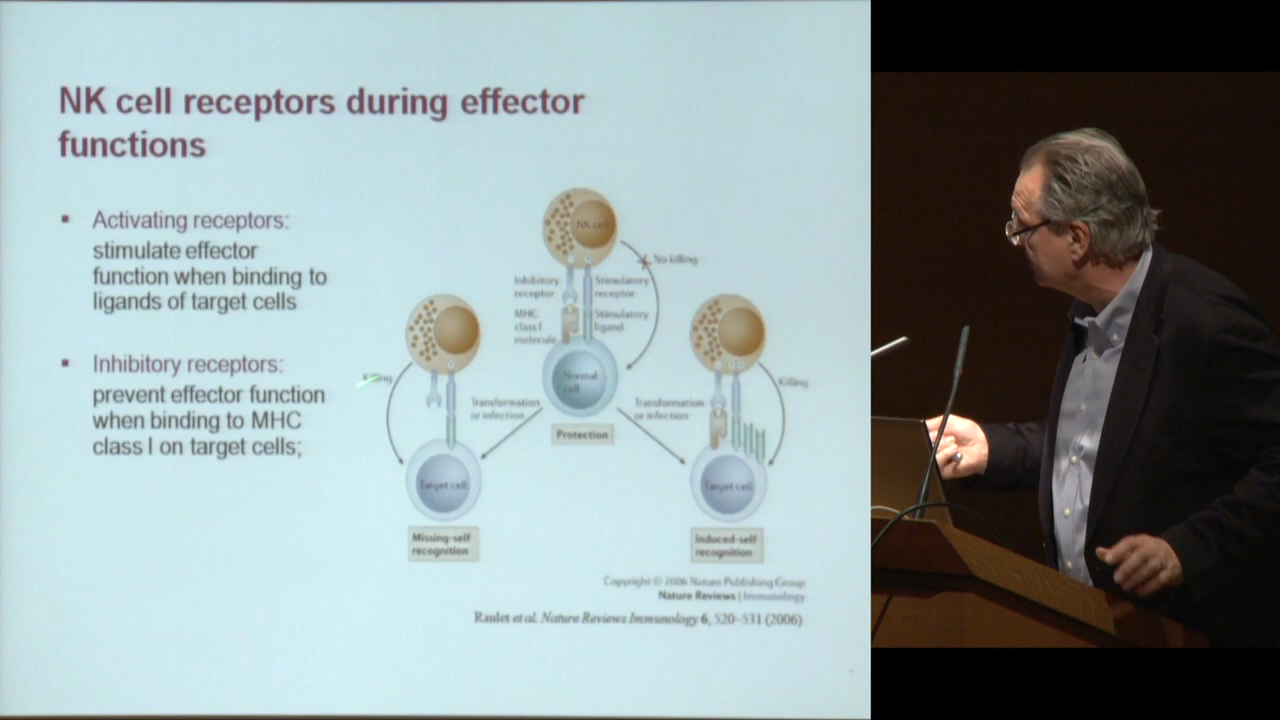 NK cell receptors during effector
functions
▪ Activating receptors:
stimulate effector
function when binding to
ligands of target cells
▪ Inhibitory receptors:
prevent effector function
when binding to MHC
class I on target cells;
NK cell
No killing
Inhibitory
receptor
Stimulatory
receptor
MHC
class I
molecule
Stimulatory
ligand
Normal
cell
Killing
Killing
Transformation
or infection
Transformation
or infection
Protection
Target cell
Target cell
Missing-self
recognition
Induced-self
recognition
Copyright © 2006 Nature Publishing Group
Nature Reviews | Immunology
Raulet et al. Nature Reviews Immunology 6, 520–531 (2006)